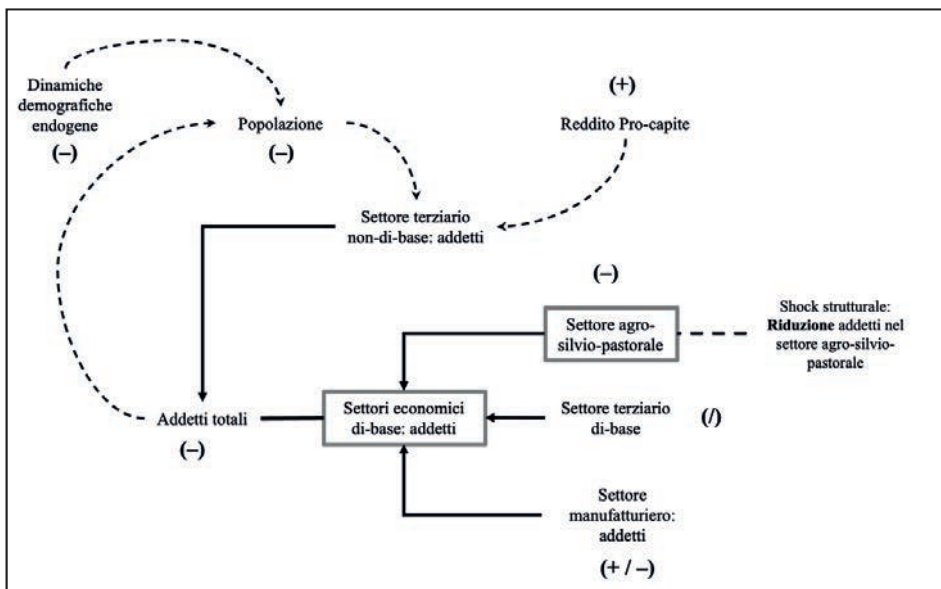 Dinamiche
demografiche
endogene
(–)
Popolazione
(–)
(+)
Reddito Pro-capite
Settore terziario
non-di-base: addetti
(–)
Settore agro-
silvio-pastorale
Shock strutturale:
Riduzione addetti nel
settore agro-silvio-
pastorale
Addetti totali
(–)
Settori economici
di-base: addetti
Settore terziario
di-base
(/)
Settore
manufatturiero:
addetti
(+ / –)